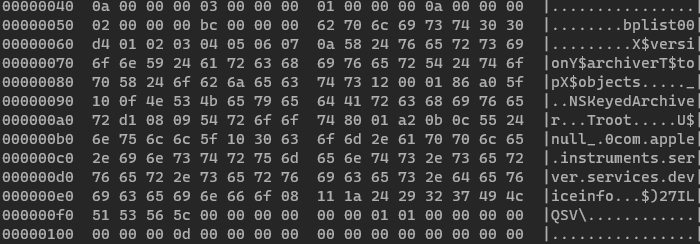 00000040 0a 00 00 00 03 00 00 00 01 00 00 00 0a 00 00 00 |................|
00000050 02 00 00 00 bc 00 00 00 62 70 6c 69 73 74 30 30 |........bplist00|
00000060 d4 01 02 03 04 05 06 07 0a 58 24 76 65 72 73 69 |.........X$versi|
00000070 6f 6e 59 24 61 72 63 68 69 76 65 72 54 24 74 6f |onY$archiverT$to|
00000080 70 58 24 6f 62 6a 65 63 74 73 12 00 01 86 a0 5f |pX$objects....._|
00000090 10 0f 4e 53 4b 65 79 65 64 41 72 63 68 69 76 65 |..NSKeyedArchive|
000000a0 72 d1 08 09 54 72 6f 6f 74 80 01 a2 0b 0c 55 24 |r...Troot.....U$|
000000b0 6e 75 6c 6c 5f 10 30 63 6f 6d 2e 61 70 70 6c 65 |null_.0com.apple|
000000c0 2e 69 6e 73 74 72 75 6d 65 6e 74 73 2e 73 65 72 |.instruments.ser|
000000d0 76 65 72 2e 73 65 72 76 69 63 65 73 2e 64 65 76 |ver.services.dev|
000000e0 69 63 65 69 6e 66 6f 08 11 1a 24 29 32 37 49 4c |iceinfo...$)27IL|
000000f0 51 53 56 5c 00 00 00 00 00 00 01 01 00 00 00 00 |QSV\............|
00000100 00 00 00 0d 00 00 00 00 00 00 00 00 00 00 00 00 |................|